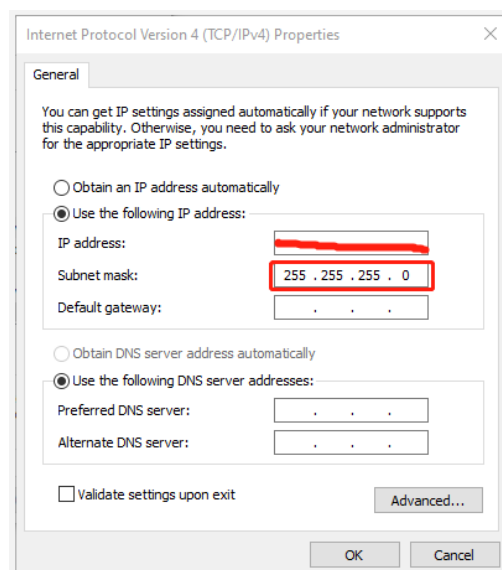 Internet Protocol Version 4 (TCP/IPv4) Properties
General
You can get IP settings assigned automatically if your network supports
this capability. Otherwise, you need to ask your network administrator
for the appropriate IP settings.
Obtain an IP address automatically
Use the following IP address:
IP address:
Subnet mask: 255 . 255 . 255 . 0
Default gateway: . . .
Obtain DNS server address automatically
Use the following DNS server addresses:
Preferred DNS server: . . .
Alternate DNS server: . . .
Validate settings upon exit
Advanced...
OK Cancel